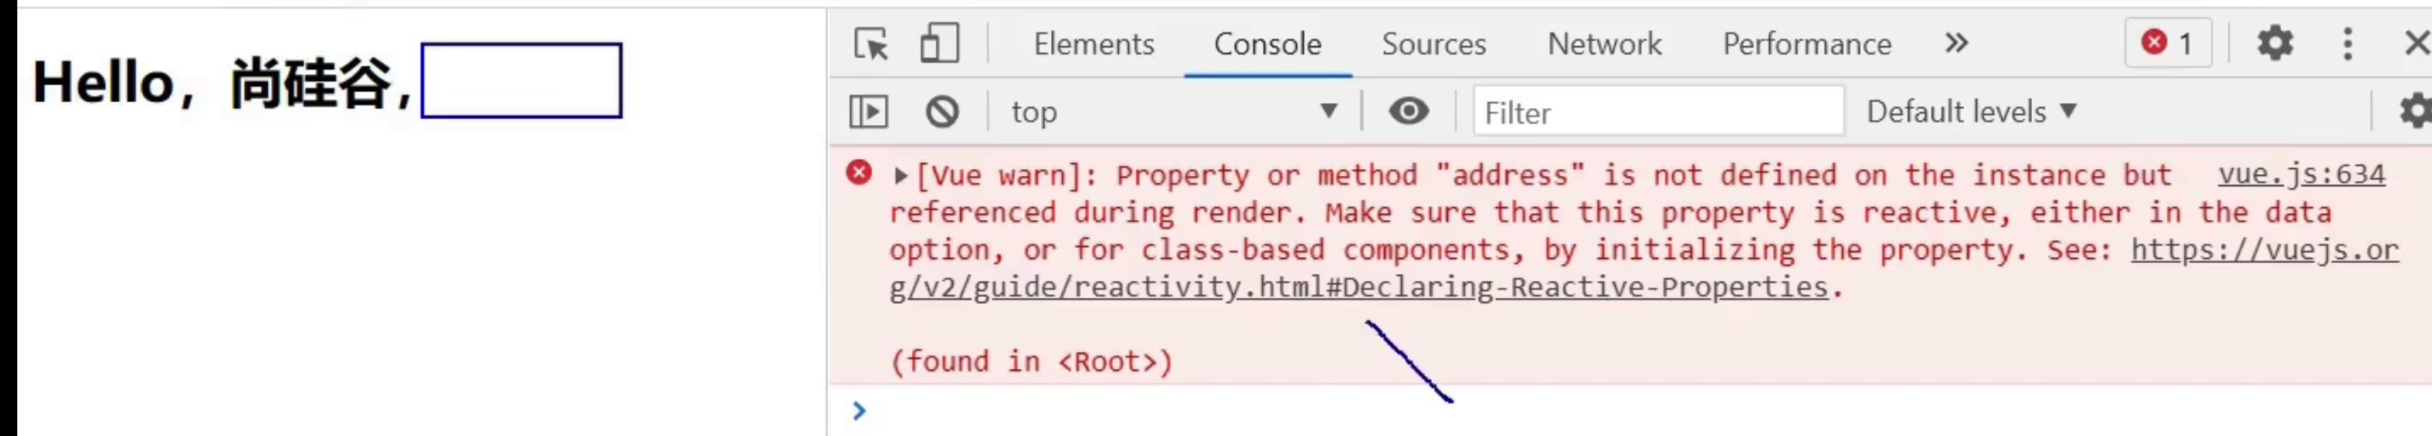 Hello，尚硅谷,
Elements Console Sources Network Performance » 1
top Filter Default levels
[Vue warn]: Property or method "address" is not defined on the instance but vue.js:634
referenced during render. Make sure that this property is reactive, either in the data
option, or for class-based components, by initializing the property. See: https://vuejs.or
g/v2/guide/reactivity.html#Declaring-Reactive-Properties.
(found in <Root>)